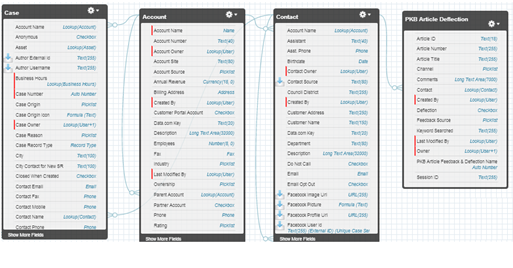 Case
Account Name Lookup(Account)
Anonymous Checkbox
Asset Lookup(Asset)
Author External Id Text(255)
Author Username Text(255)
Business Hours
Lookup(Business Hours)
Case Number Auto Number
Case Origin Picklist
Case Origin Icon Formula (Text)
Case Owner Lookup(User+1)
Case Reason Picklist
Case Record Type Record Type
City Text(100)
City Contact for New SR Text(100)
Closed When Created Checkbox
Contact Email Email
Contact Fax Phone
Contact Mobile Phone
Contact Name Lookup(Contact)
Contact Phone Phone
Show More Fields
Account
Account Name Name
Account Number Text(40)
Account Owner Lookup(User)
Account Site Text(80)
Account Source Picklist
Annual Revenue Currency(18, 0)
Billing Address Address
Created By Lookup(User)
Customer Portal Account Checkbox
Data.com Key Text(20)
Description Long Text Area(32000)
Employees Number(8, 0)
Fax Fax
Industry Picklist
Last Modified By Lookup(User)
Ownership Picklist
Parent Account Lookup(Account)
Partner Account Checkbox
Phone Phone
Rating Picklist
Show More Fields
Contact
Account Name Lookup(Account)
Assistant Text(40)
Asst. Phone Phone
Birthdate Date
Contact Owner Lookup(User)
Contact Source Text(60)
Council District Text(255)
Created By Lookup(User)
Customer Address Text(250)
Customer Name Text(100)
Data.com Key Text(20)
Department Text(80)
Description Long Text Area(32000)
Do Not Call Checkbox
Email Email
Email Opt Out Checkbox
Facebook Image Url URL(255)
Facebook Picture Formula (Text)
Facebook Profile Url URL(255)
Facebook User Id
Text(255) (External ID) (Unique Case
Show More Fields
PKB Article Deflection
Article ID Text(18)
Article Number Text(255)
Article Title Text(255)
Channel Picklist
Comments Long Text Area(7000)
Contact Lookup(Contact)
Created By Lookup(User)
Deflection Checkbox
Feedback Source Picklist
Keyword Searched Text(255)
Last Modified By Lookup(User)
Owner Lookup(User+1)
PKB Article Feedback & Deflection Name
Auto Number
Session ID Text(255)